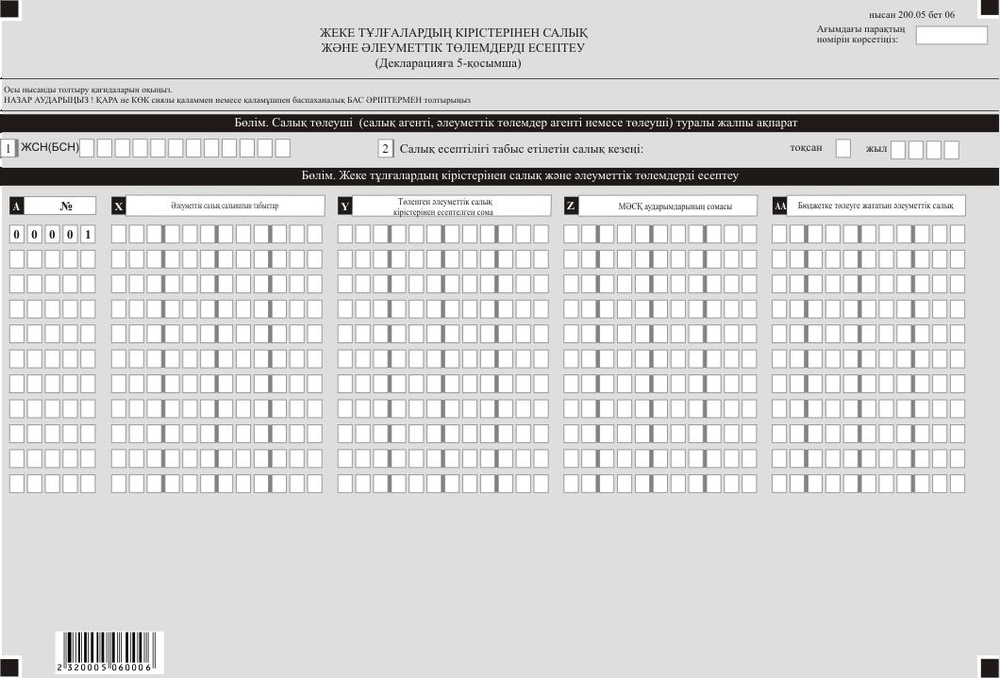 нысан 200.05 бет 06
ЖЕКЕ ТҰЛҒАЛАРДЫҢ КІРІСТЕРІНЕН САЛЫҚ
ЖӘНЕ ӘЛЕУМЕТТІК ТӨЛЕМДЕРДІ ЕСЕПТЕУ
(Декларацияға 5-қосымша)
Ағымдағы парақтың
нөмірін көрсетіңіз:
Осы нысанды толтыру қағидаларын оқыңыз.
НАЗАР АУДАРЫҢЫЗ ! ҚАРА не КӨК сиялы қаламмен немесе қаламұшпен баспаханалық БАС ӘРІПТЕРМЕН толтырыңыз
Бөлім. Салық төлеуші (салық агенті, әлеуметтік төлемдер агенті немесе төлеуші) туралы жалпы ақпарат
1 ЖСН(БСН) 2 Салық есептілігі табыс етілетін салық кезеңі: тоқсан жыл
Бөлім. Жеке тұлғалардың кірістерінен салық және әлеуметтік төлемдерді есептеу
A № X Әлеуметтік салық салынатын табыстар Y Төленген әлеуметтік салық
кірістерінен есептелген сома
Z МӘСҚ аударымдарының сомасы AA Бюджетке төлеуге жататын әлеуметтік салық
0 0 0 0 1
2 320005 060006